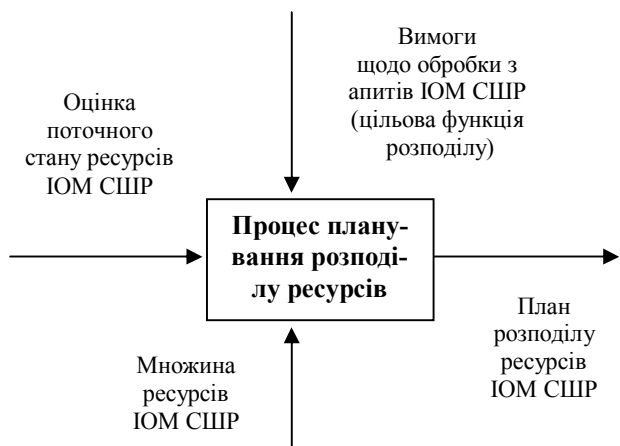 Вимоги
щодо обробки з
апитів ІОМ СШР
(цільова функція
розподілу)
Оцінка
поточного
стану ресурсів
ІОМ СШР
Процес плану-
вання розподі-
лу ресурсів
План
розподілу
ресурсів
ІОМ СШР
Множина
ресурсів
ІОМ СШР